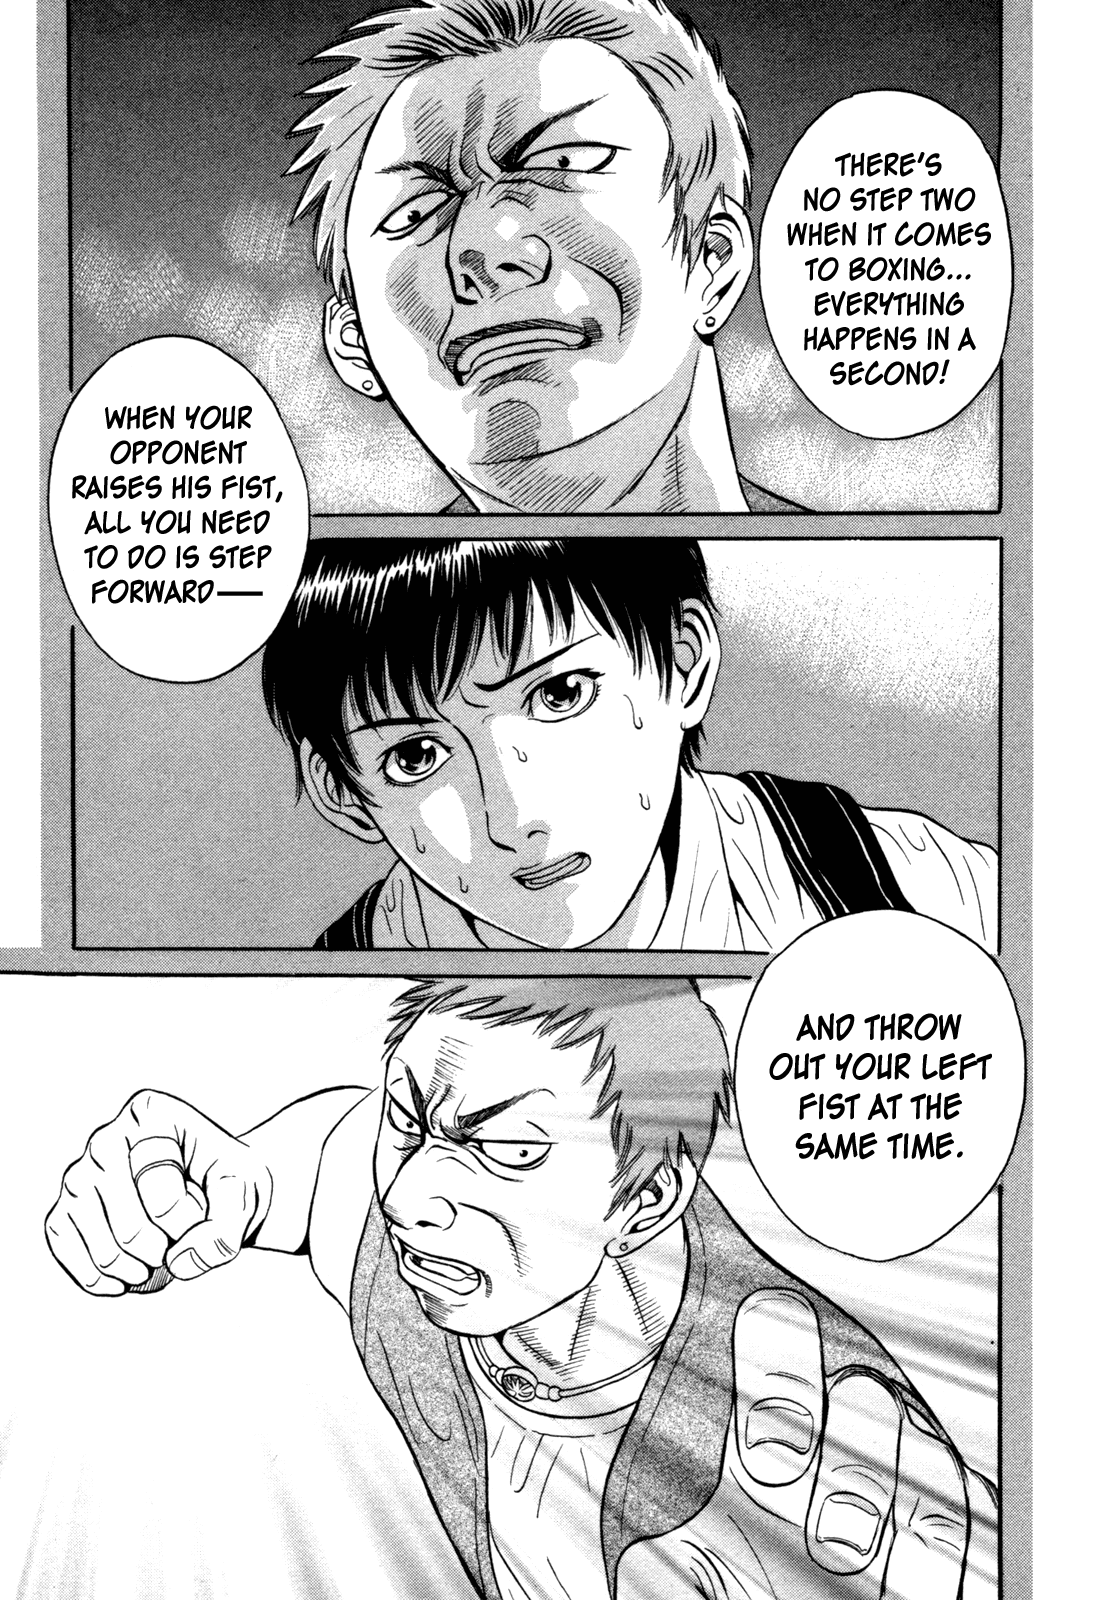 THERE'S
NO STEP TWO
WHEN IT COMES
TO BOXING...
EVERYTHING
HAPPENS IN A
SECOND!
WHEN YOUR
OPPONENT
RAISES HIS FIST,
ALL YOU NEED
TO DO IS STEP
FORWARD—
AND THROW
OUT YOUR LEFT
FIST AT THE
SAME TIME.